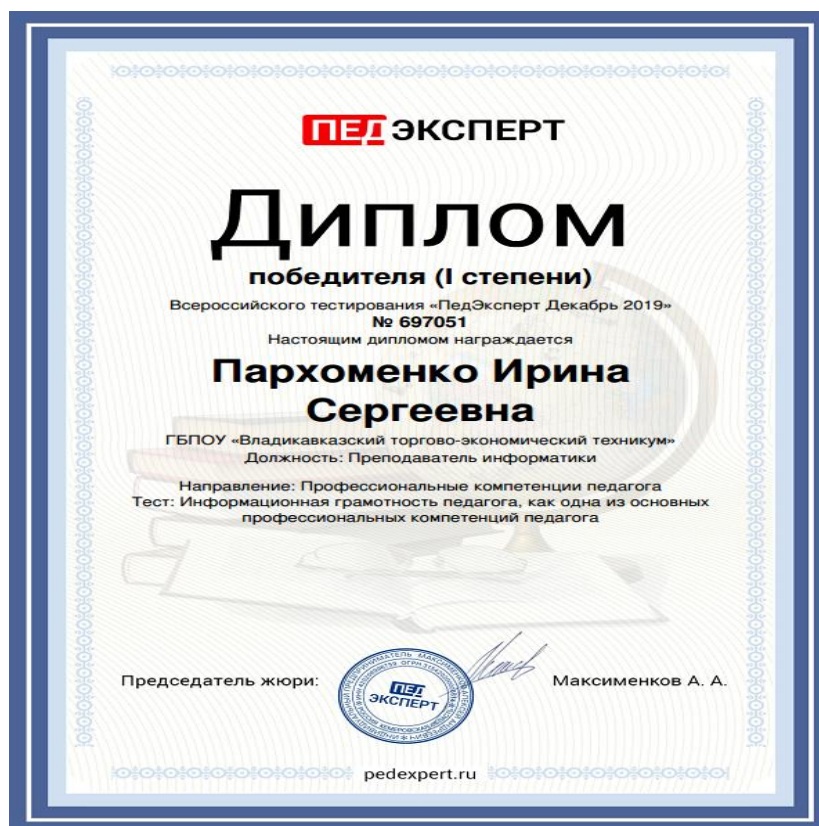 ПЕД ЭКСПЕРТ
Диплом
победителя (I степени)
Всероссийского тестирования «ПедЭксперт Декабрь 2019»
№ 697051
Настоящим дипломом награждается
Пархоменко Ирина
Сергеевна
ГБПОУ «Владикавказский торгово-экономический техникум»
Должность: Преподаватель информатики
Направление: Профессиональные компетенции педагога
Тест: Информационная грамотность педагога, как одна из основных
профессиональных компетенций педагога
Председатель жюри:
ПЕД
ЭКСПЕРТ
Максименков А. А.
pedexpert.ru